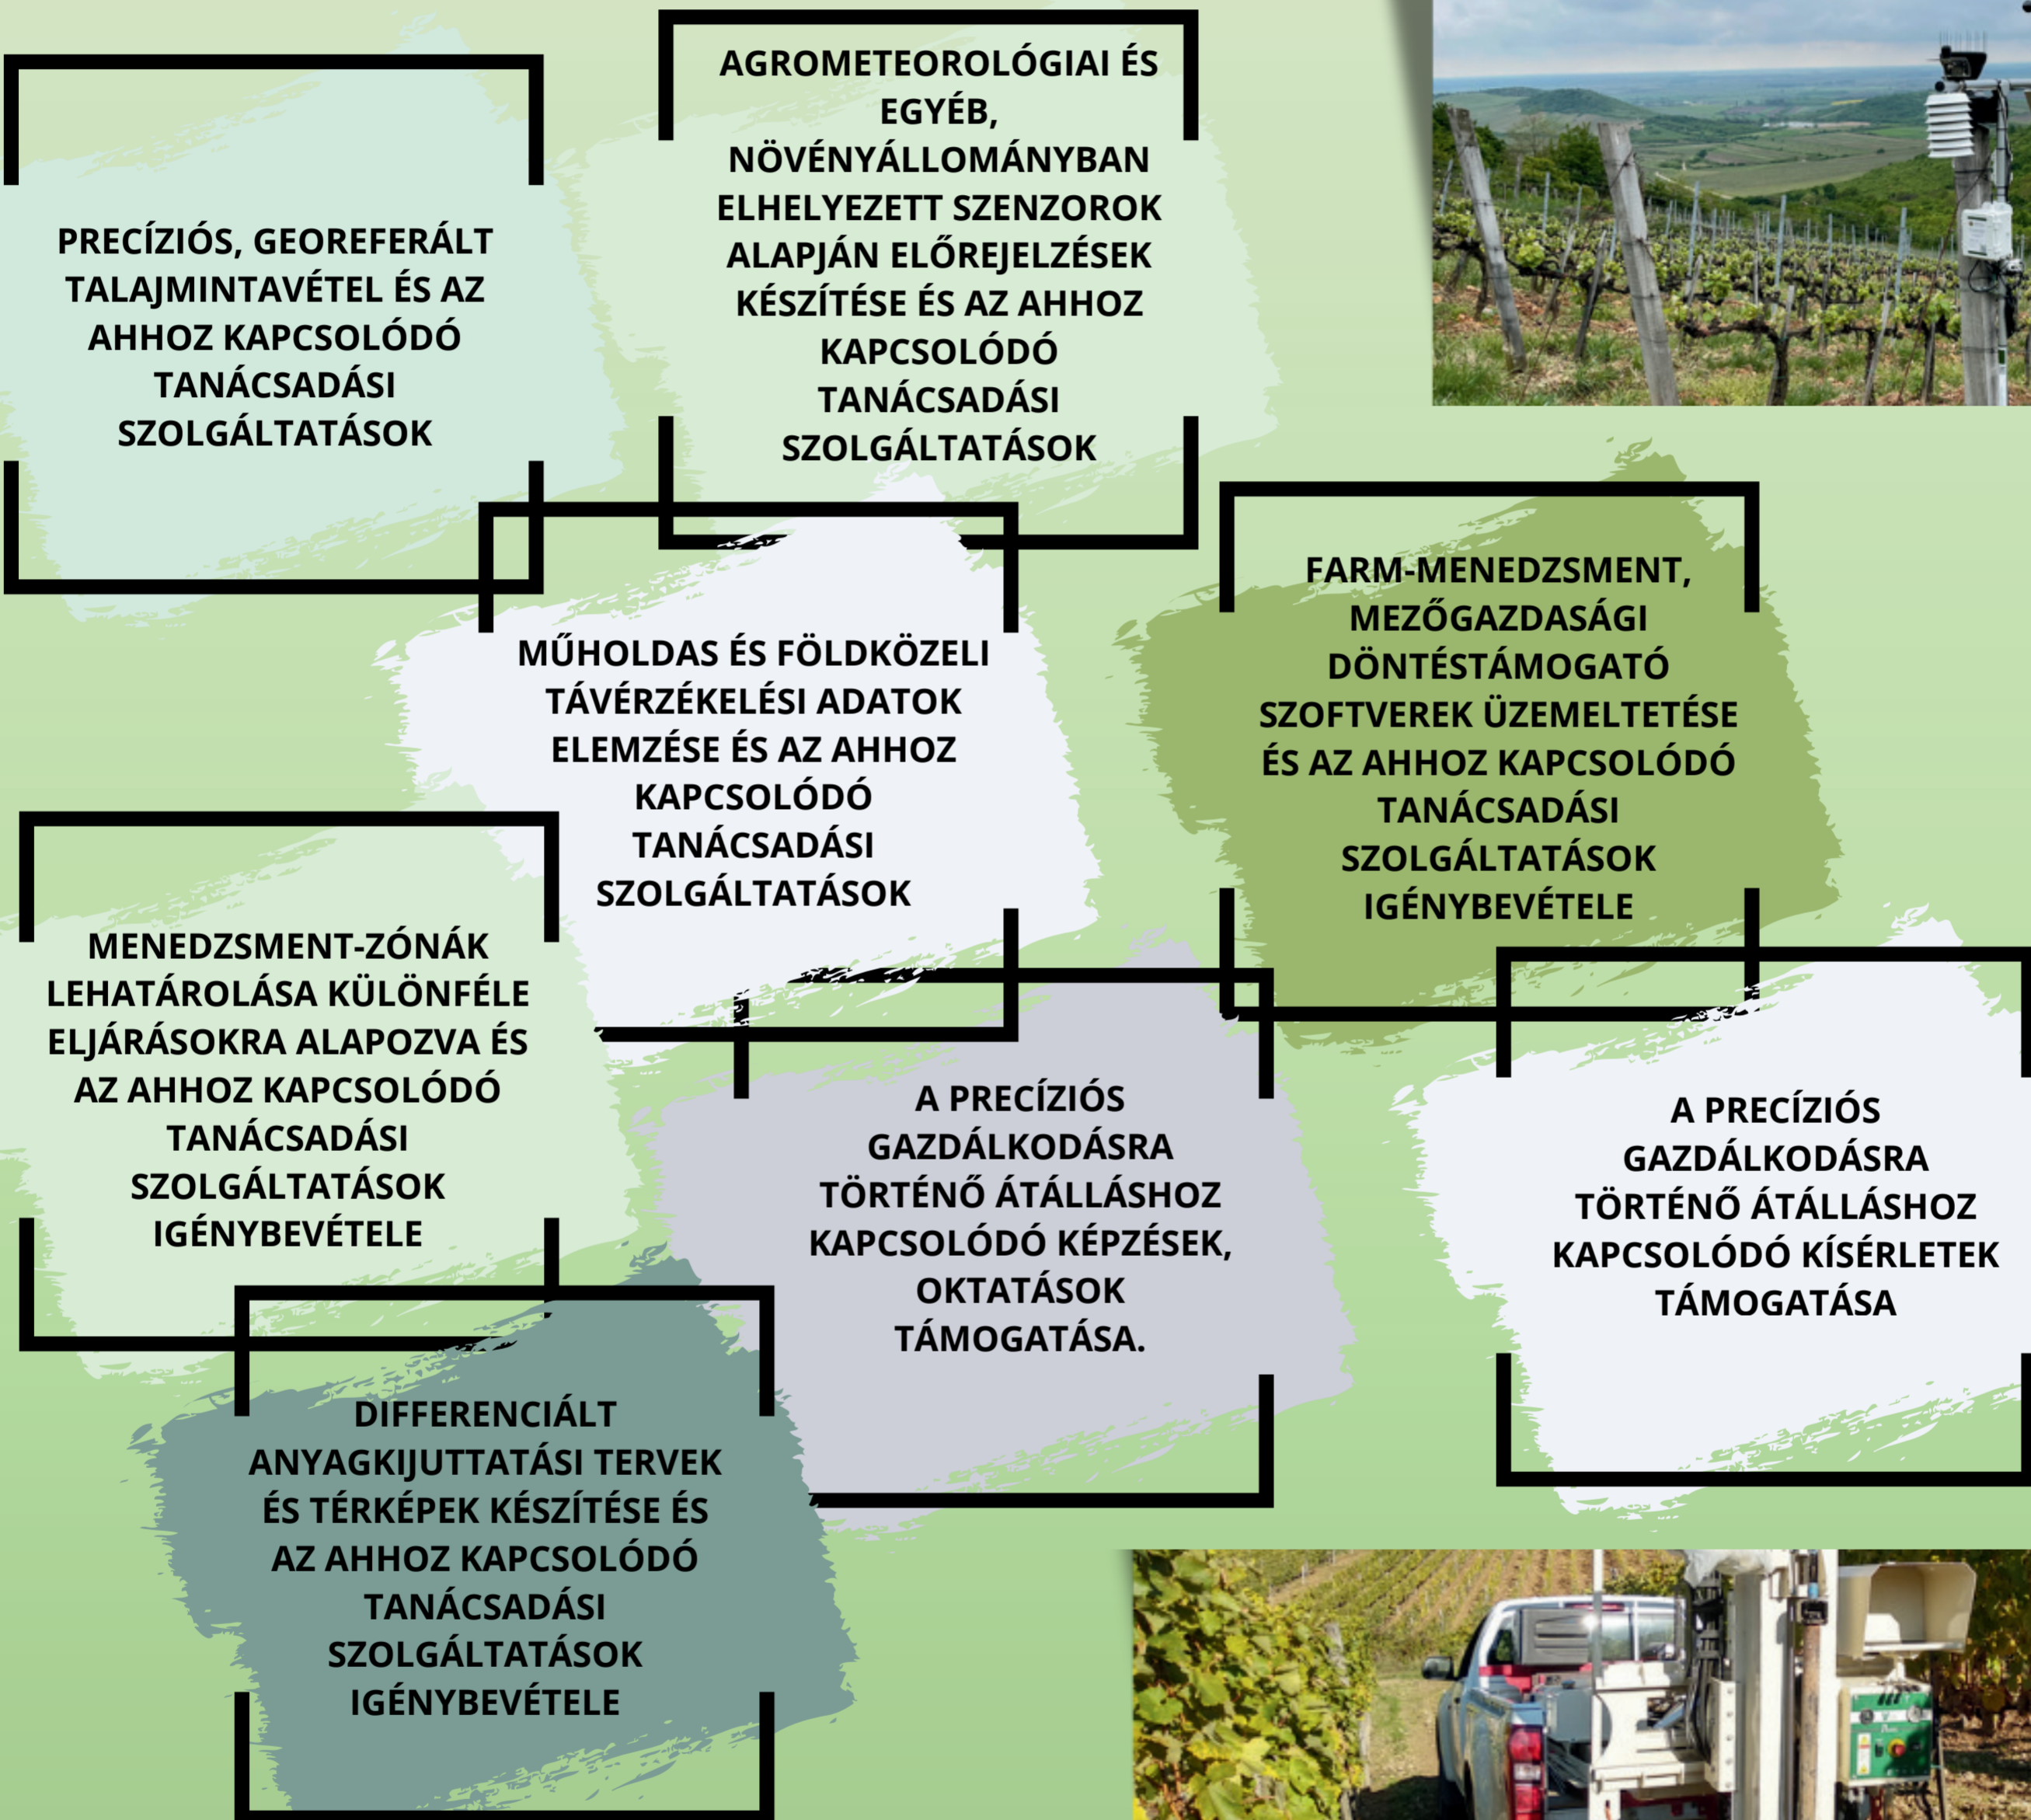 PRECÍZIÓS, GEOREFERÁLT
TALAJMINTAVÉTEL ÉS AZ
AHHOZ KAPCSOLÓDÓ
TANÁCSADÁSI
SZOLGÁLTATÁSOK
AGROMETEOROLÓGIAI ÉS
EGYÉB,
NÖVÉNYÁLLOMÁNYBAN
ELHELYEZETT SZENZOROK
ALAPJÁN ELŐREJELZÉSEK
KÉSZÍTÉSE ÉS AZ AHHOZ
KAPCSOLÓDÓ
TANÁCSADÁSI
SZOLGÁLTATÁSOK
MŰHOLDAS ÉS FÖLDKÖZELI
TÁVÉRZÉKELÉSI ADATOK
ELEMZÉSE ÉS AZ AHHOZ
KAPCSOLÓDÓ
TANÁCSADÁSI
SZOLGÁLTATÁSOK
FARM-MENEDZSMENT,
MEZŐGAZDASÁGI
DÖNTÉSTÁMOGATÓ
SZOFTVEREK ÜZEMELTETÉSE
ÉS AZ AHHOZ KAPCSOLÓDÓ
TANÁCSADÁSI
SZOLGÁLTATÁSOK
IGÉNYBEVÉTELE
MENEDZSMENT-ZÓNÁK
LEHATÁROLÁSA KÜLÖNFÉLE
ELJÁRÁSOKRA ALAPOZVA ÉS
AZ AHHOZ KAPCSOLÓDÓ
TANÁCSADÁSI
SZOLGÁLTATÁSOK
IGÉNYBEVÉTELE
A PRECÍZIÓS
GAZDÁLKODÁSRA
TÖRTÉNŐ ÁTÁLLÁSHOZ
KAPCSOLÓDÓ KÉPZÉSEK,
OKTATÁSOK
TÁMOGATÁSA.
A PRECÍZIÓS
GAZDÁLKODÁSRA
TÖRTÉNŐ ÁTÁLLÁSHOZ
KAPCSOLÓDÓ KÍSÉRLETEK
TÁMOGATÁSA
DIFFERENCIÁLT
ANYAGKIJUTTATÁSI TERVEK
ÉS TÉRKÉPEK KÉSZÍTÉSE ÉS
AZ AHHOZ KAPCSOLÓDÓ
TANÁCSADÁSI
SZOLGÁLTATÁSOK
IGÉNYBEVÉTELE